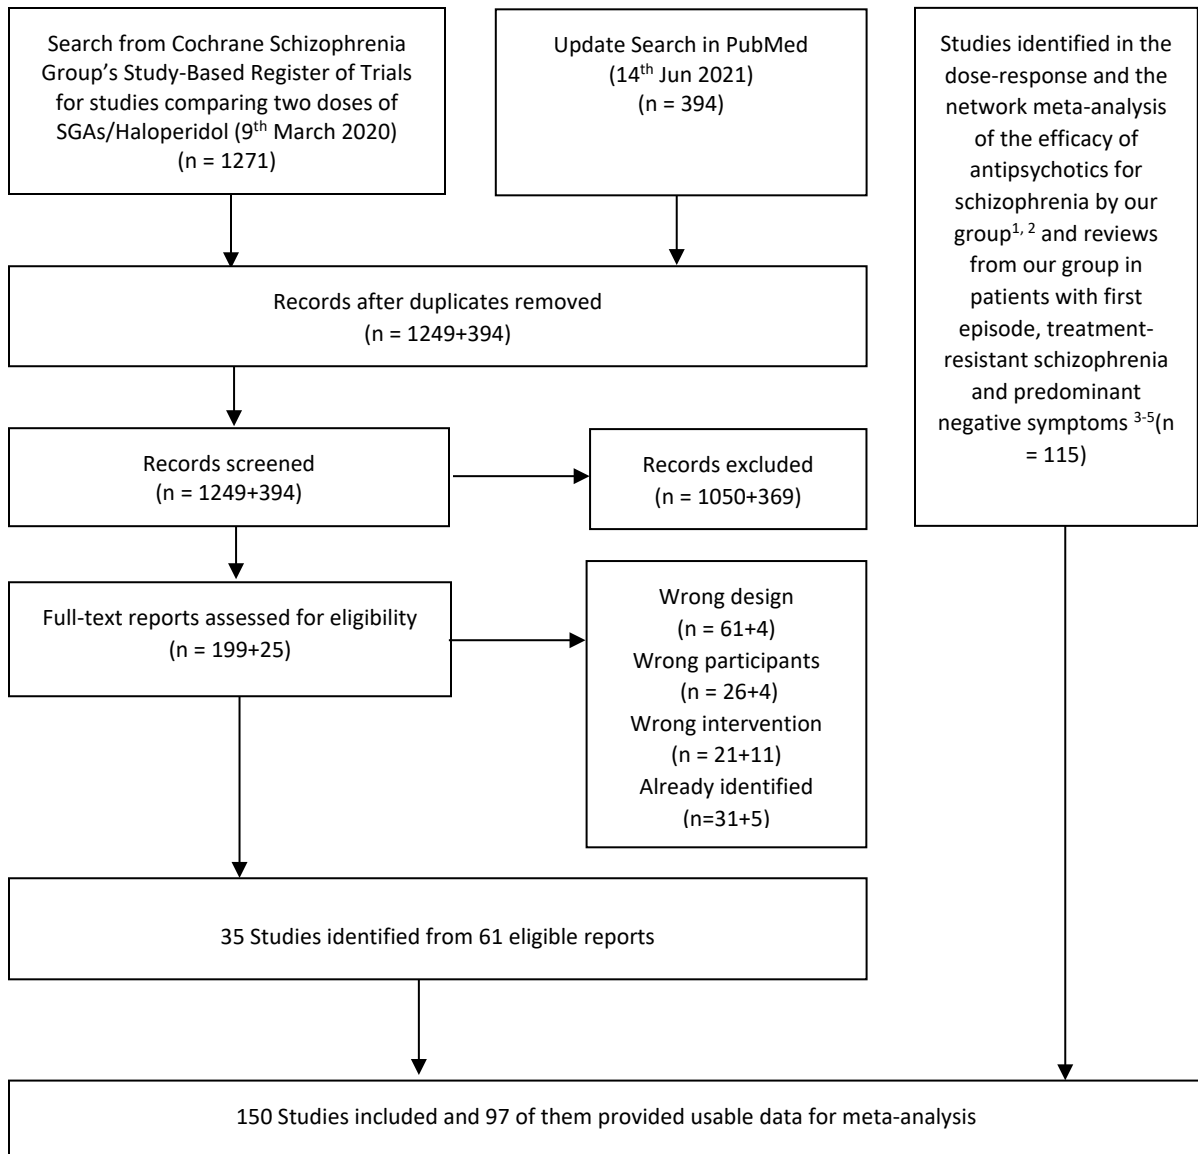 Search from Cochrane Schizophrenia
Group's Study-Based Register of Trials
for studies comparing two doses of
SGAs/Haloperidol (9th March 2020)
(n = 1271)
Update Search in PubMed
(14th Jun 2021)
(n = 394)
Studies identified in the
dose-response and the
network meta-analysis
of the efficacy of
antipsychotics for
schizophrenia by our
group1, 2 and reviews
from our group in
patients with first
episode, treatment-
resistant schizophrenia
and predominant
negative symptoms 3-5(n
= 115)
Records after duplicates removed
(n = 1249+394)
Records screened
(n = 1249+394)
Records excluded
(n = 1050+369)
Full-text reports assessed for eligibility
(n = 199+25)
Wrong design
(n = 61+4)
Wrong participants
(n = 26+4)
Wrong intervention
(n = 21+11)
Already identified
(n=31+5)
35 Studies identified from 61 eligible reports
150 Studies included and 97 of them provided usable data for meta-analysis